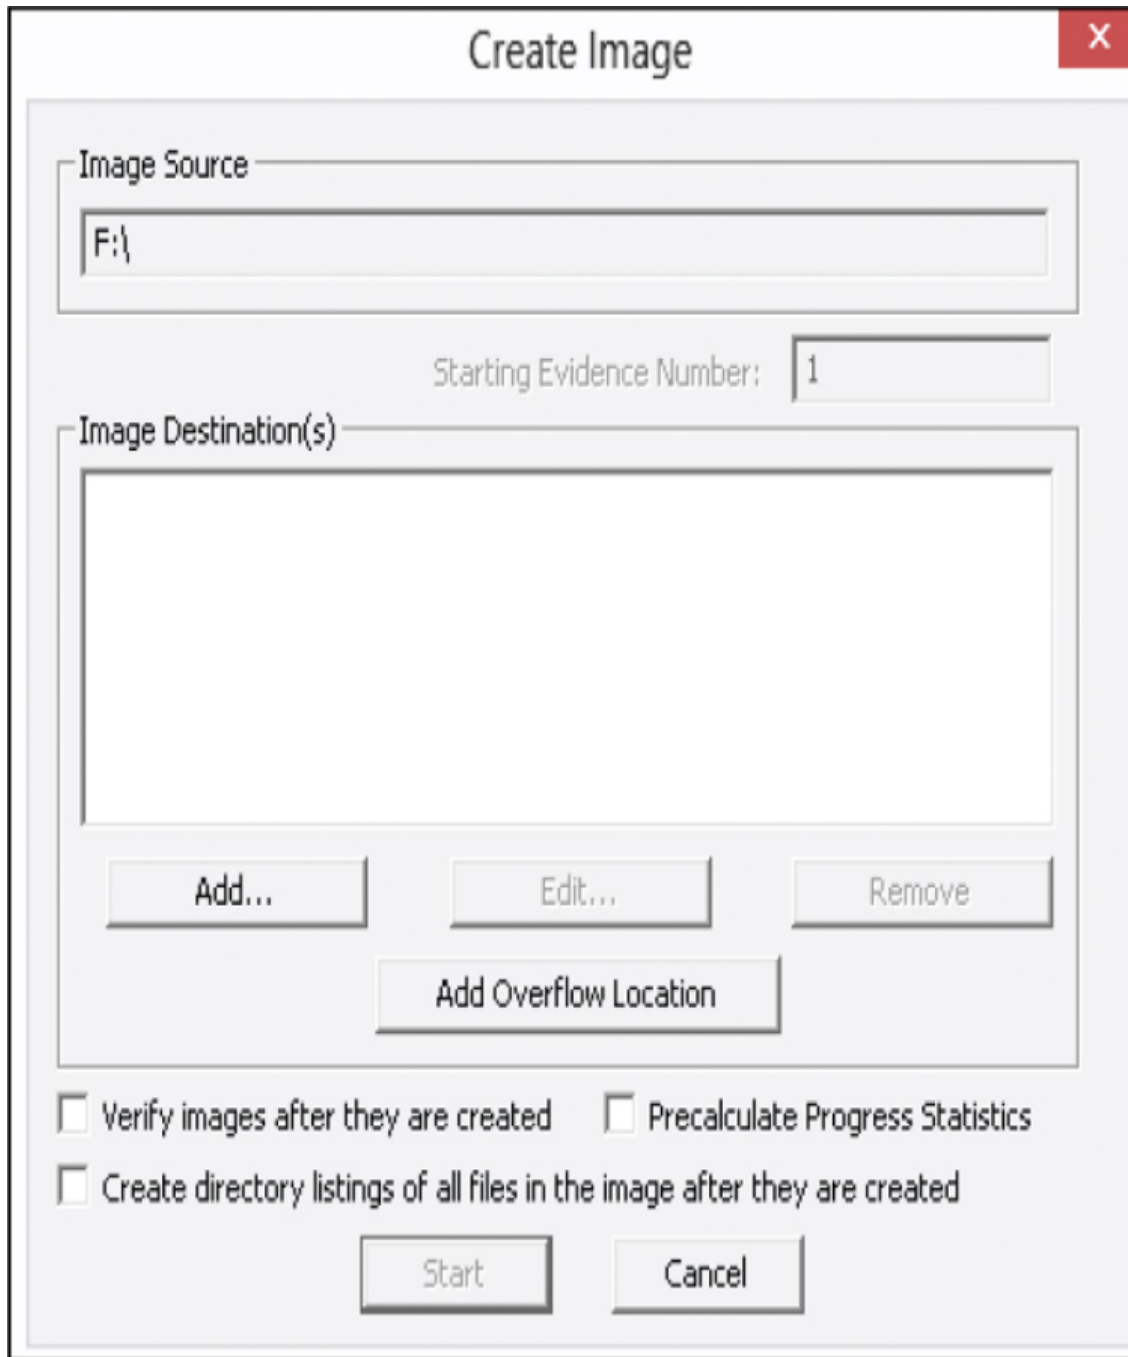 Create Image
X
Image Source
F:\
Starting Evidence Number: 1
Image Destination(s)
Add... Edit... Remove
Add Overflow Location
Verify images after they are created Precalculate Progress Statistics
Create directory listings of all files in the image after they are created
Start Cancel